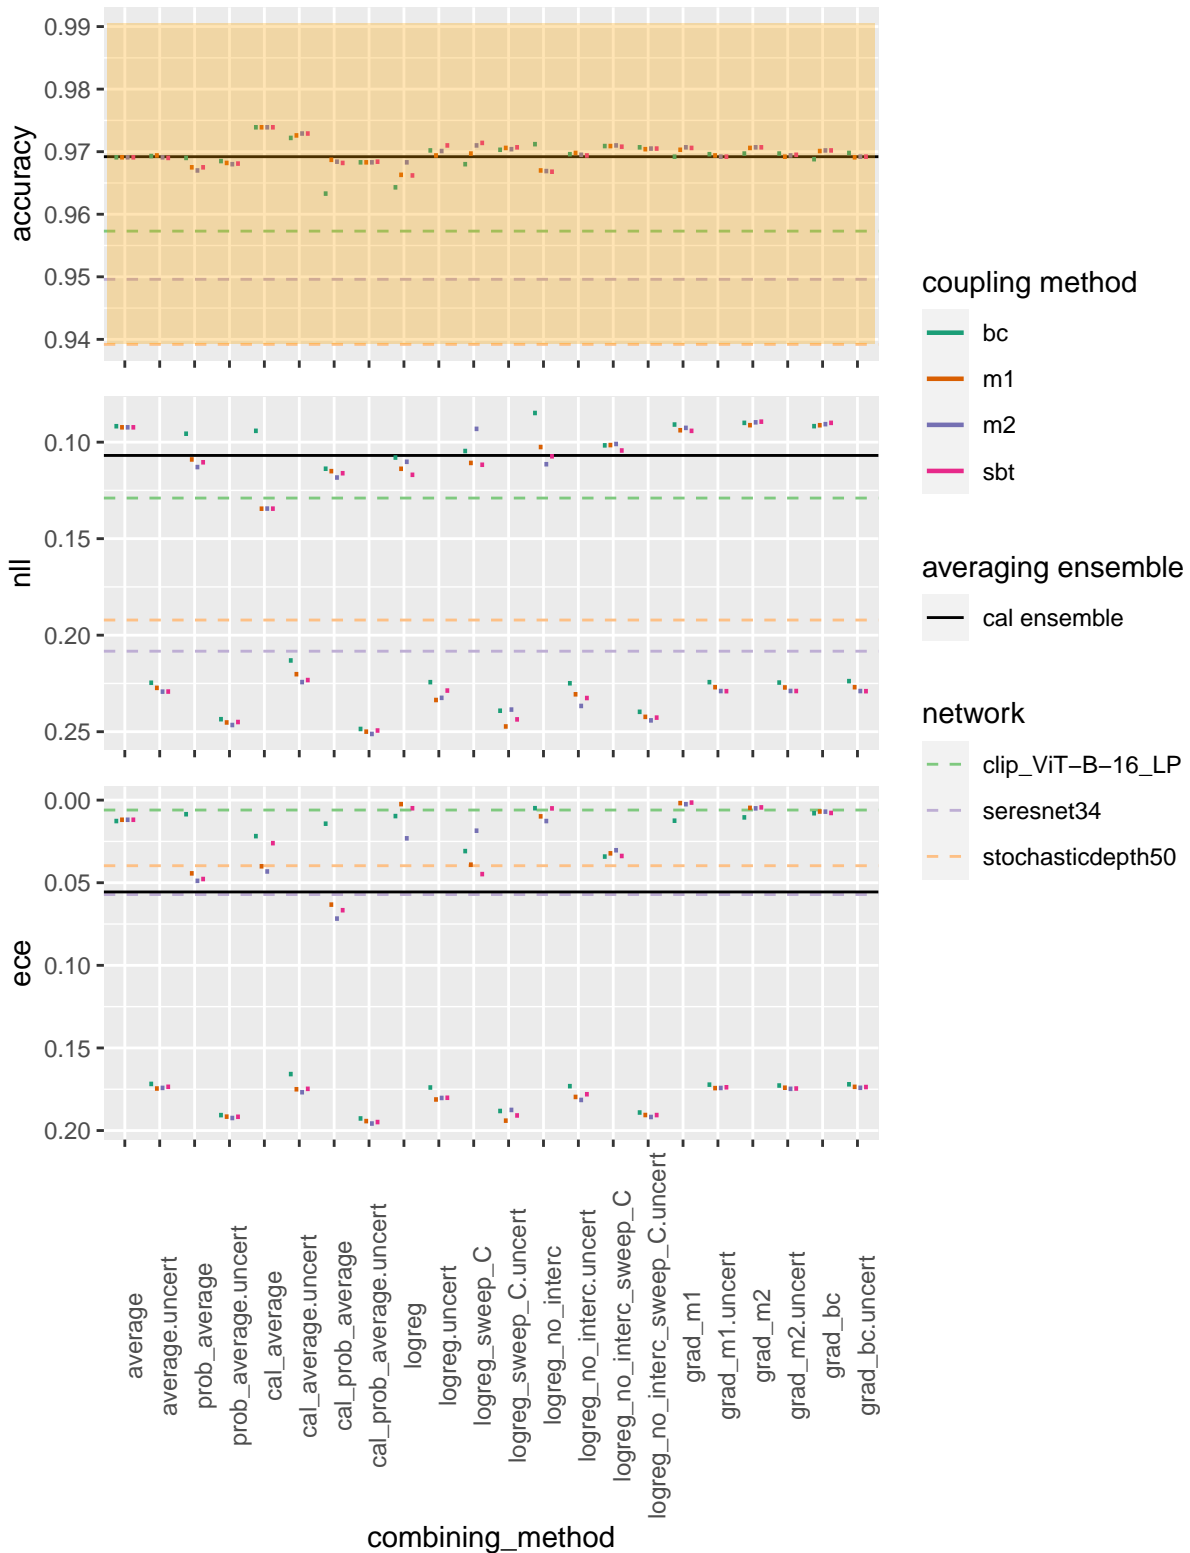 accuracy
0.99
0.98
0.97
0.96
0.95
0.94
nll
0.10
0.15
0.20
0.25
ece
0.00
0.05
0.10
0.15
0.20
average
average.uncert
prob_average
prob_average.uncert
cal_average
cal_average.uncert
cal_prob_average
cal_prob_average.uncert
logreg
logreg.uncert
logreg_sweep_C
logreg_sweep_C.uncert
logreg_no_interc
logreg_no_interc.uncert
logreg_no_interc_sweep_C
logreg_no_interc_sweep_C.uncert
grad_m1
grad_m1.uncert
grad_m2
grad_m2.uncert
grad_bc
grad_bc.uncert
combining_method
coupling method
bc
m1
m2
sbt
averaging ensemble
cal ensemble
network
clip_ViT−B−16_LP
seresnet34
stochasticdepth50